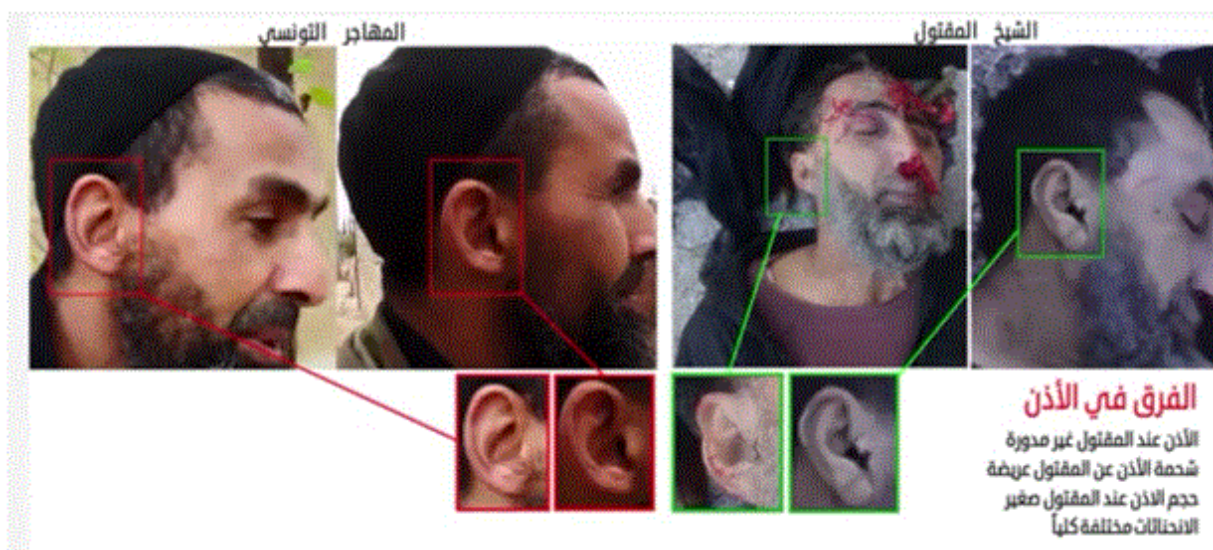 الشيخ المقتول
المهاجر التونسي
الفرق في الأذن
الأذن عند المقتول غير مدورة
شحمة الأذن عن المقتول عريضة
حجم الاذن عند المقتول صغير
الانحناءات مختلفة كلياً